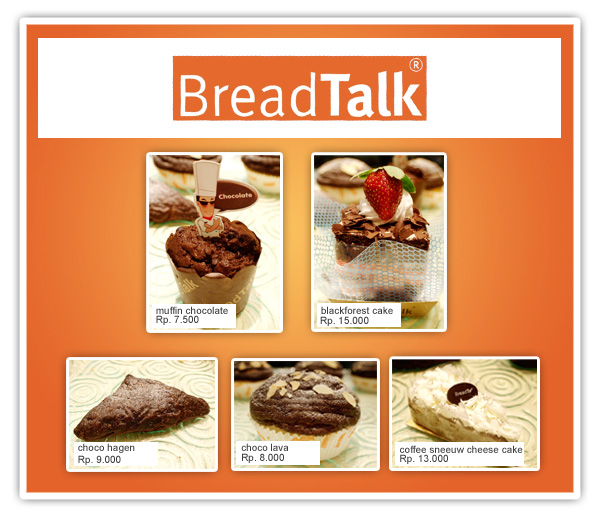 BreadTalk®
Chocolate
muffin chocolate
Rp. 7.500
blackforest cake
Rp. 15.000
choco hagen
Rp. 9.000
choco lava
Rp. 8.000
BreadTalk
coffee sneeuw cheese cake
Rp. 13.000